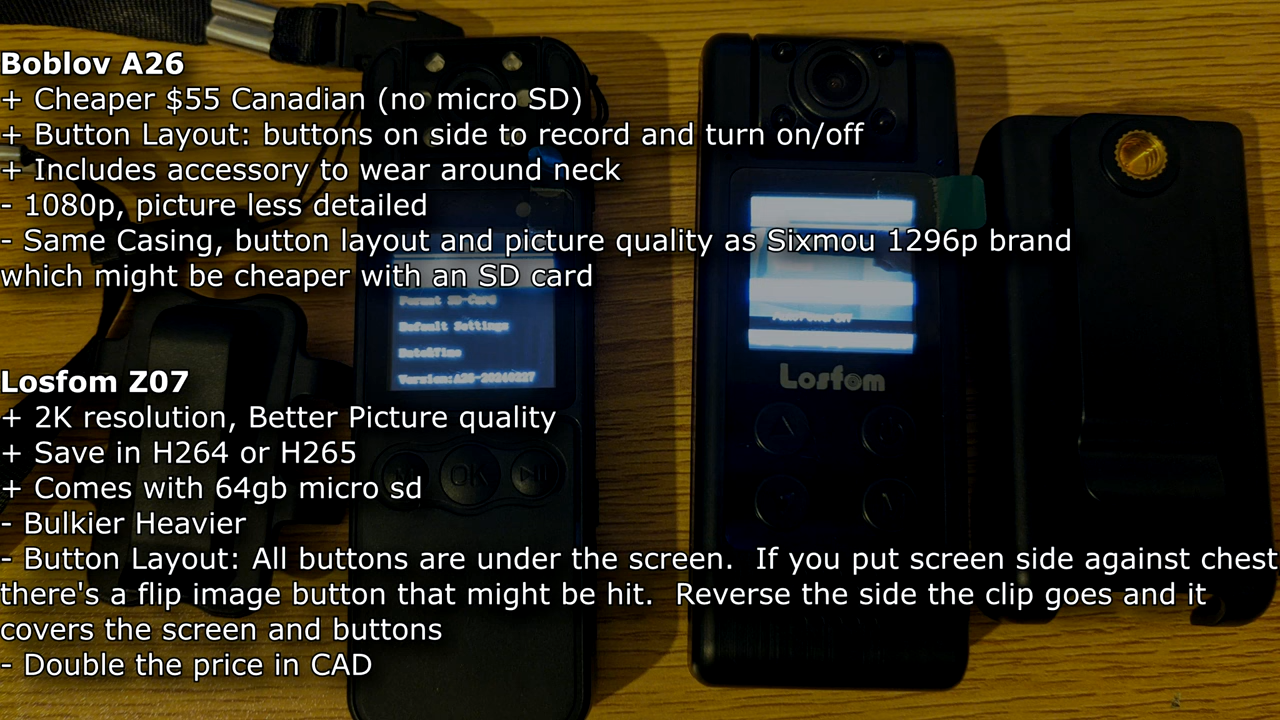 Boblov A26
+ Cheaper $55 Canadian (no micro SD)
+ Button Layout: buttons on side to record and turn on/off
+ Includes accessory to wear around neck
- 1080p, picture less detailed
- Same Casing, button layout and picture quality as Sixmou 1296p brand
which might be cheaper with an SD card
Format SD-Card
Default Settings
Date&Time
Version:A26-20240227
Losfom
Losfom Z07
+ 2K resolution, Better Picture quality
+ Save in H264 or H265
+ Comes with 64gb micro sd
OK
- Bulkier Heavier
- Button Layout: All buttons are under the screen.  If you put screen side against chest
there's a flip image button that might be hit.  Reverse the side the clip goes and it
covers the screen and buttons
- Double the price in CAD